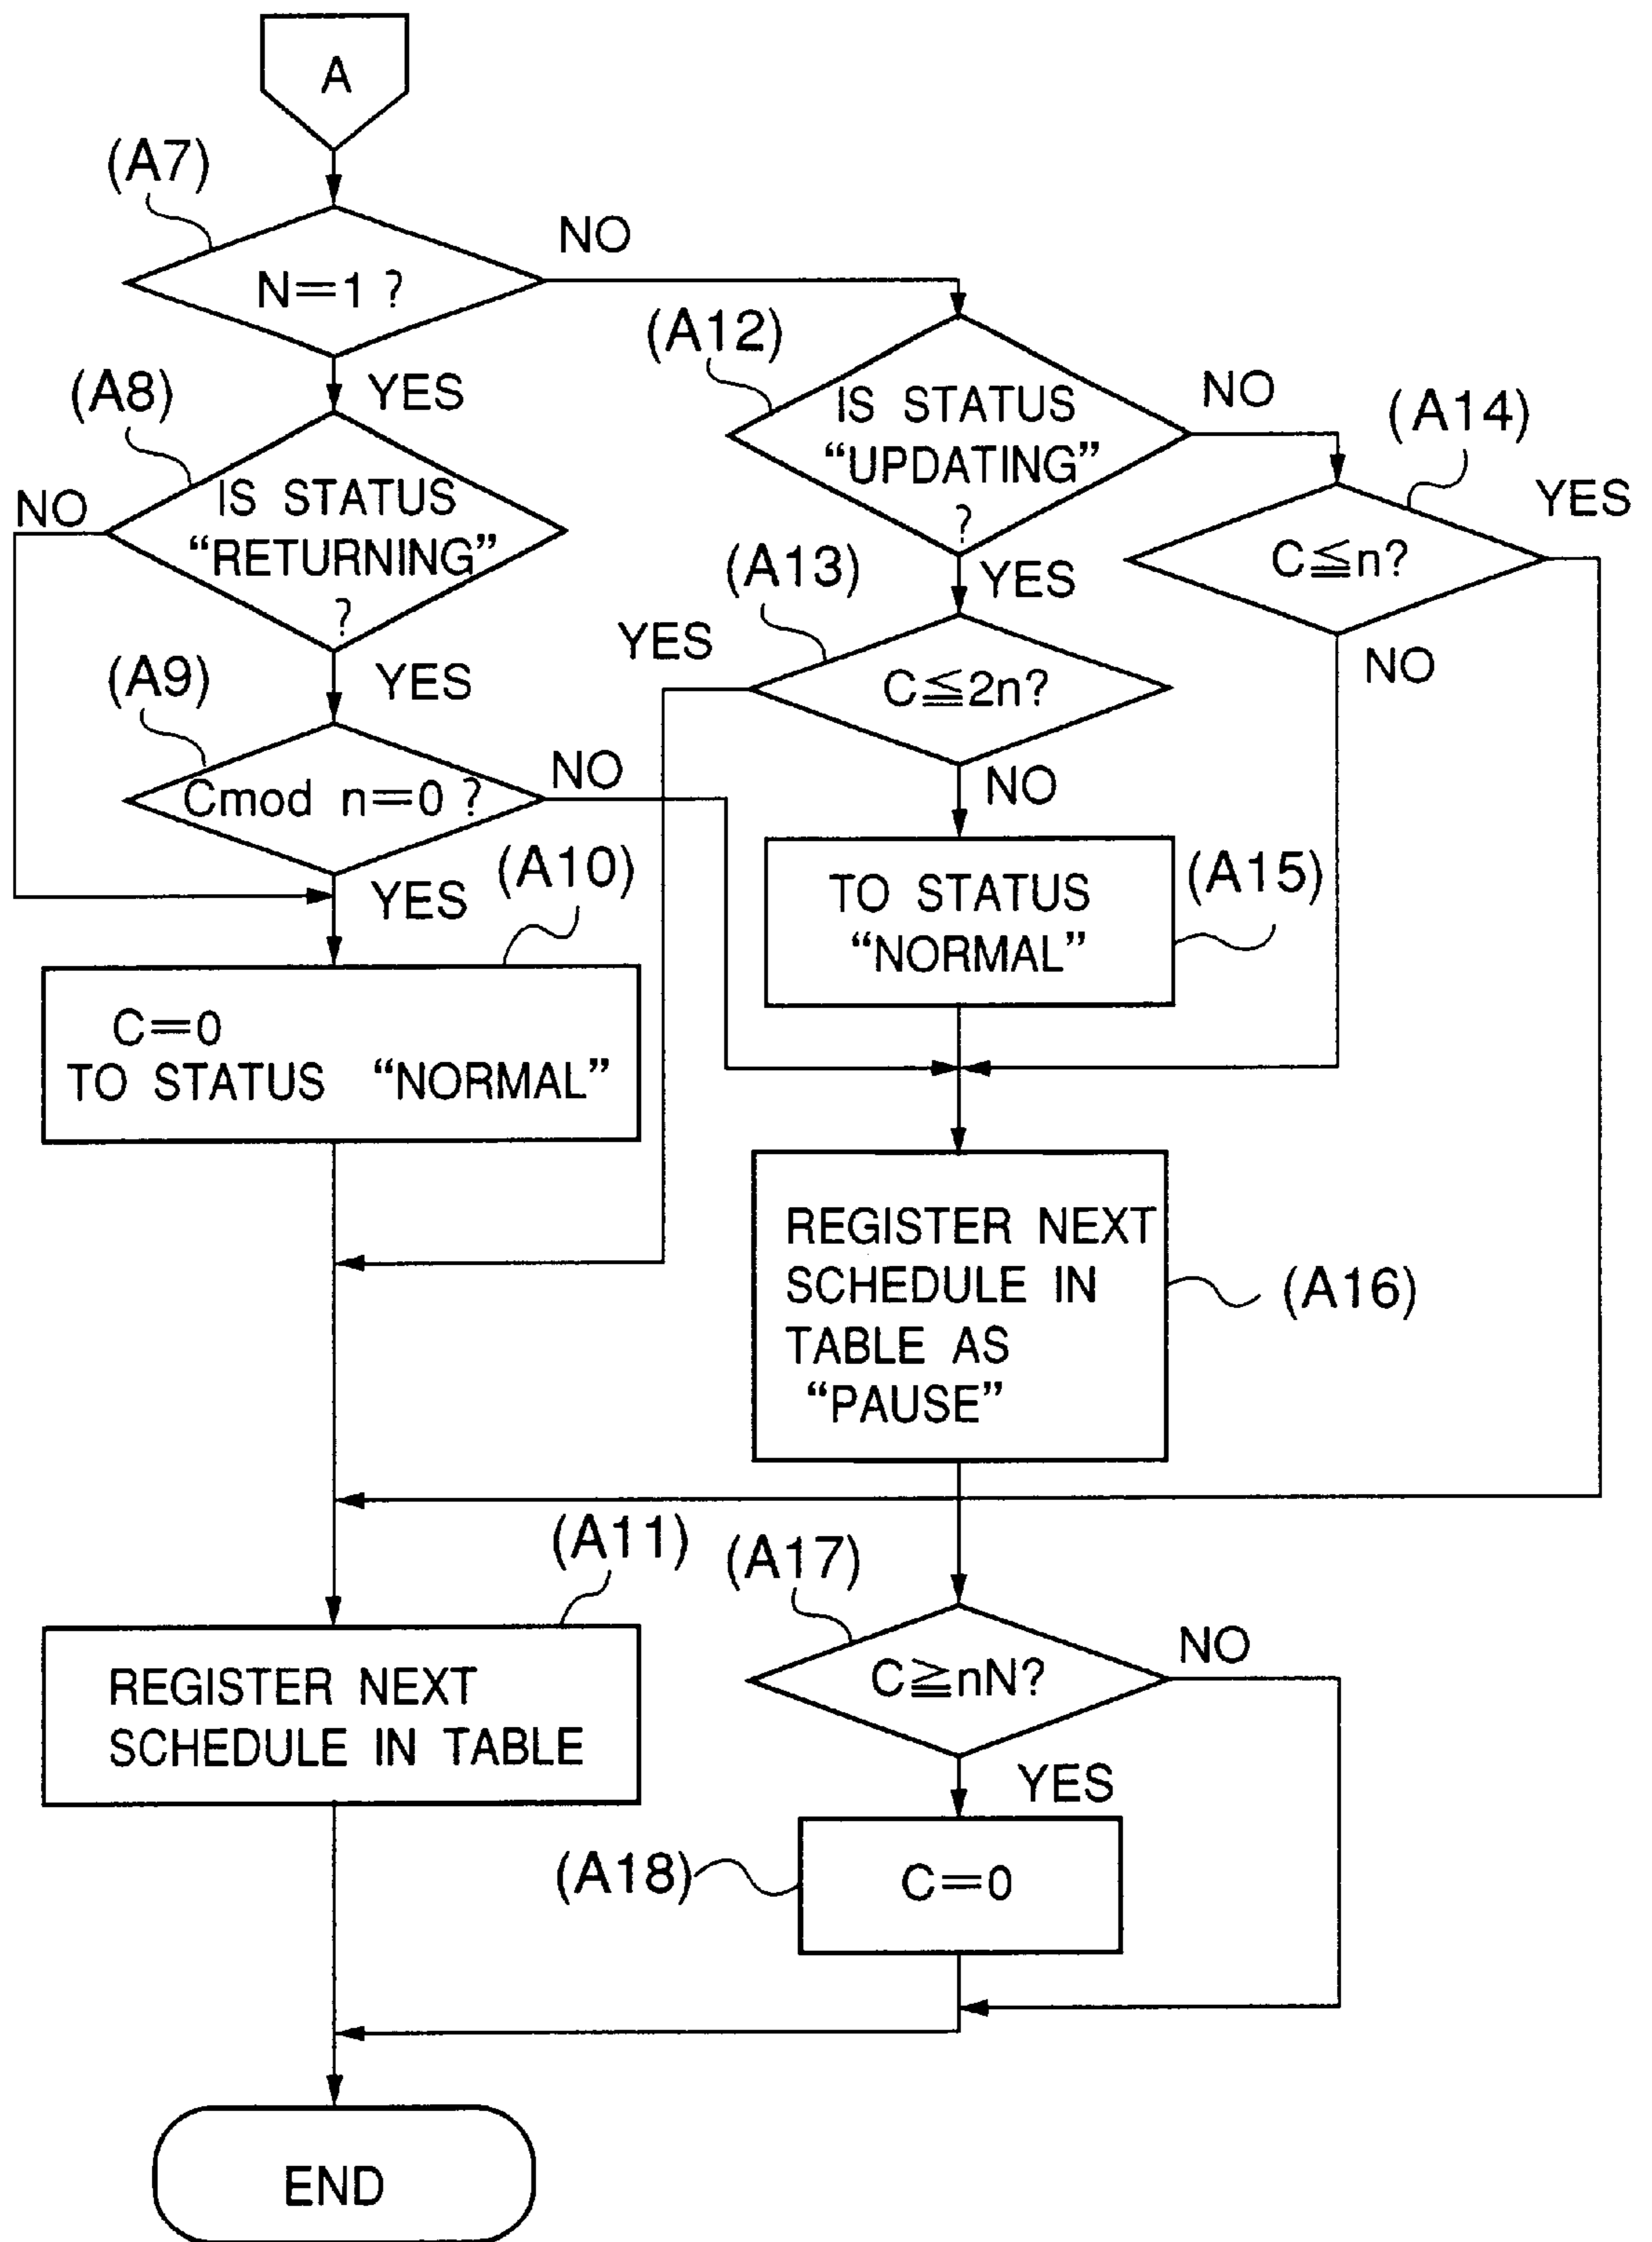 A
(A7)
N=1 ?
NO
YES
(A8)
NO
IS STATUS
“RETURNING”
?
YES
(A9)
Cmod n=0 ?
NO
YES
(A10)
C=0
TO STATUS “NORMAL”
(A12)
IS STATUS
“UPDATING”
?
NO
YES
(A14)
C≦n?
YES
NO
(A13)
YES
C≦2n?
NO
(A15)
TO STATUS
“NORMAL”
REGISTER NEXT
SCHEDULE IN
TABLE AS
“PAUSE”
(A16)
(A11)
REGISTER NEXT
SCHEDULE IN TABLE
(A17)
C≧nN?
NO
YES
(A18)
C=0
END